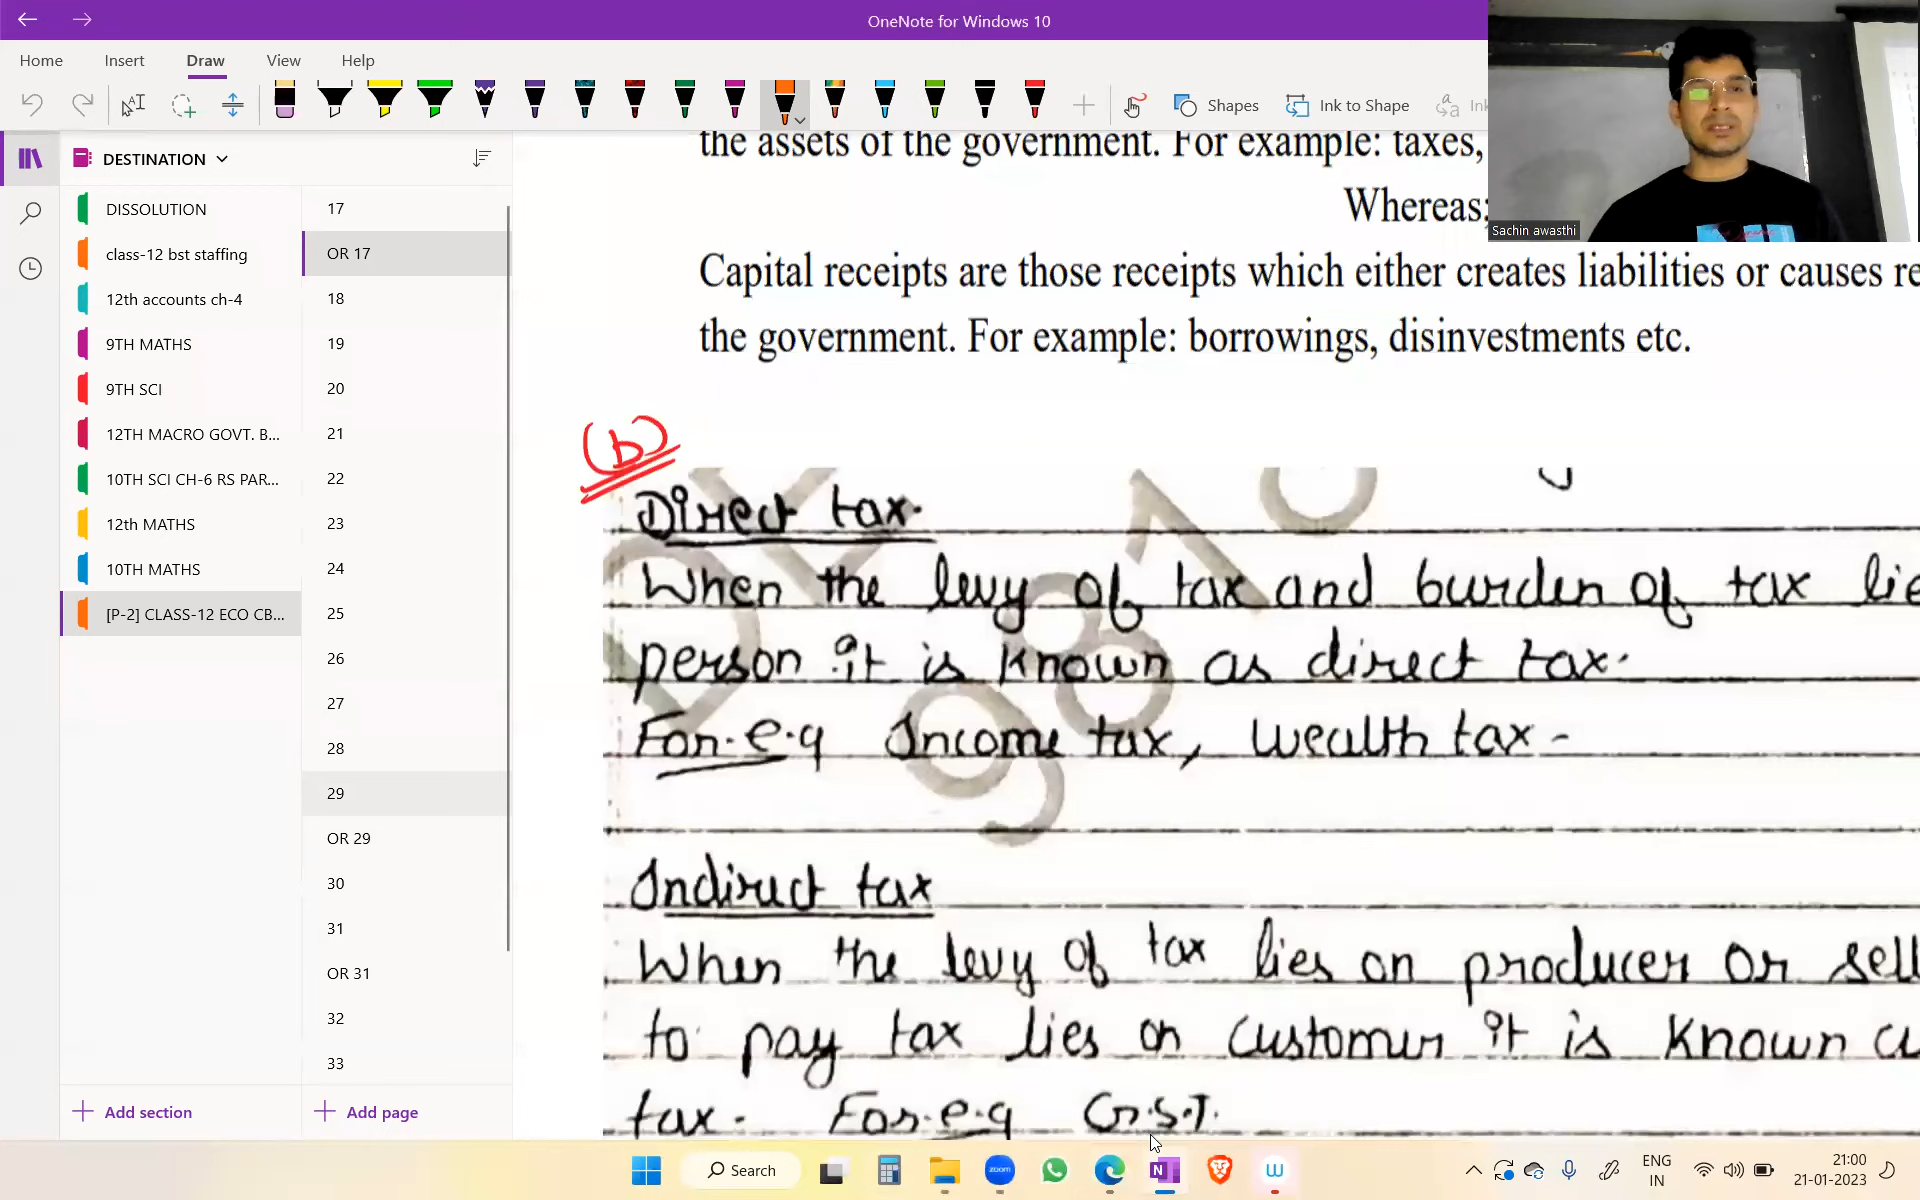 OneNote for Windows 10
Home Insert Draw View Help
Shapes Ink to Shape Ink
DESTINATION
DISSOLUTION
class-12 bst staffing
12th accounts ch-4
9TH MATHS
9TH SCI
12TH MACRO GOVT. B...
10TH SCI CH-6 RS PAR...
12th MATHS
10TH MATHS
[P-2] CLASS-12 ECO CB...
Add section
17
OR 17
18
19
20
21
22
23
24
25
26
27
28
29
OR 29
30
31
OR 31
32
33
Add page
the assets of the government. For example: taxes,
Whereas;
Capital receipts are those receipts which either creates liabilities or causes re
the government. For example: borrowings, disinvestments etc.
(b)
Direct tax.
When the levy of tax and burden of tax lie
person it is known as direct tax.
For.e.g Income tax, wealth tax -
Indirect tax
When the levy of tax lies on producer or sell
to pay tax lies on customer it is known a
tax. For.e.g G.S.T.
Sachin awasthi
Search
zoom
ENG
IN
21:00
21-01-2023